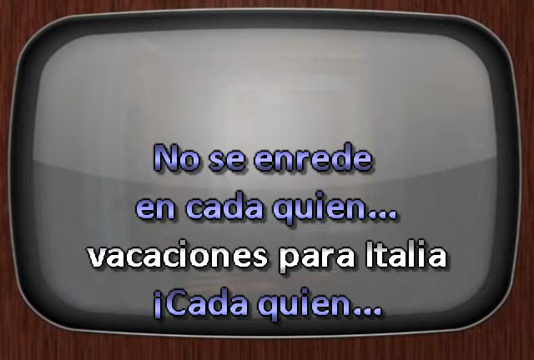 No se enrede
en cada quien...
vacaciones para Italia
¡Cada quien...